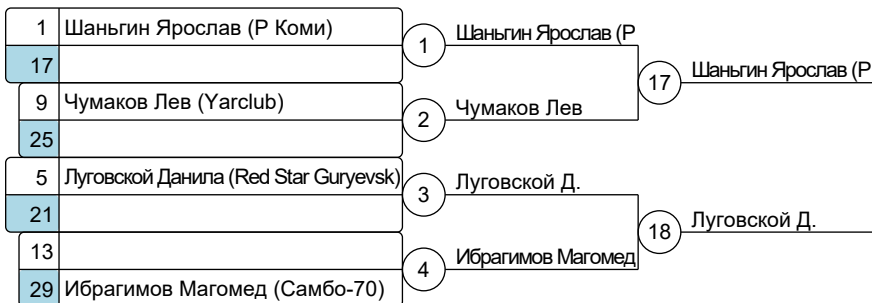 1 Шаньгин Ярослав (Р Коми)
17
1
Шаньгин Ярослав (Р
9 Чумаков Лев (Yarclub)
25
2
Чумаков Лев
17
Шаньгин Ярослав (Р
5 Луговской Данила (Red Star Guryevsk)
21
3
Луговской Д.
13
29 Ибрагимов Магомед (Самбо-70)
4
Ибрагимов Магомед
18
Луговской Д.